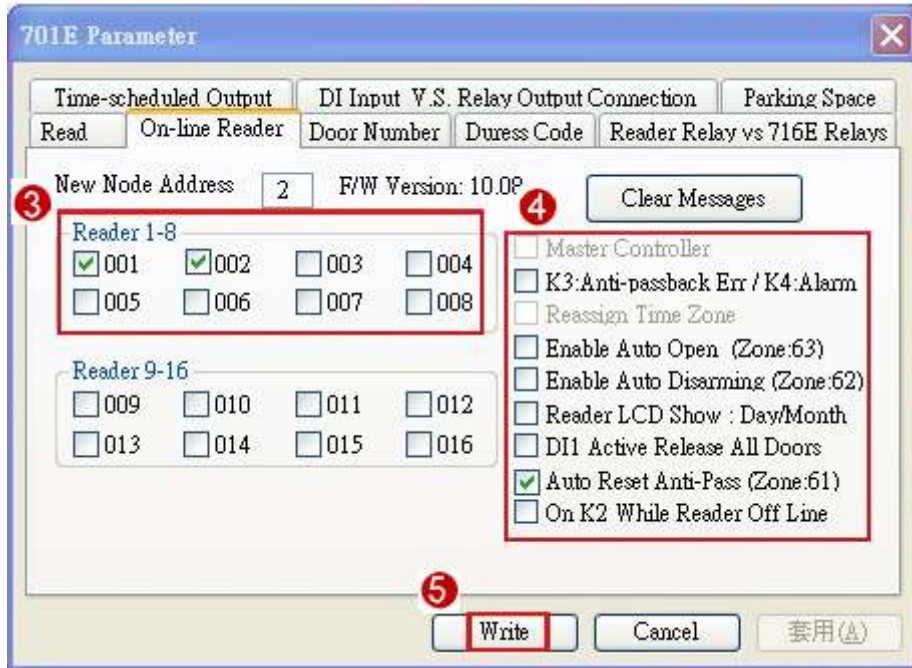 701E Parameter
Time-scheduled Output DI Input V.S. Relay Output Connection Parking Space
Read On-line Reader Door Number Duress Code Reader Relay vs 716E Relays
New Node Address 2 F/W Version: 10.08 Clear Messages
3
4
Reader 1-8
001 002 003 004
005 006 007 008
Reader 9-16
009 010 011 012
013 014 015 016
Master Controller
K3:Anti-passback Err / K4:Alarm
Reassign Time Zone
Enable Auto Open (Zone:63)
Enable Auto Disarming (Zone:62)
Reader LCD Show : Day/Month
DI1 Active Release All Doors
Auto Reset Anti-Pass (Zone:61)
On K2 While Reader Off Line
5
Write Cancel 套用(A)